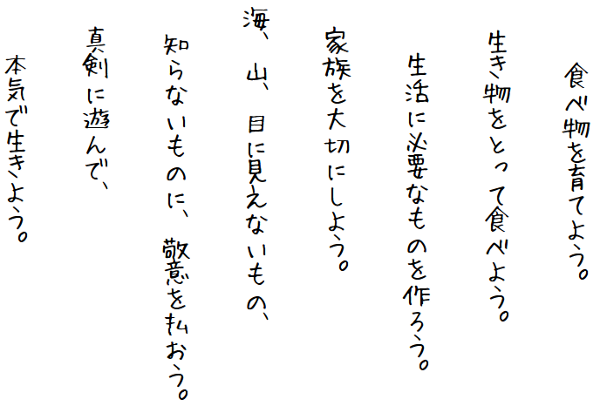 食べ物を育てよう。
生き物をとって食べよう。
生活に必要なものを作ろう。
家族を大切にしよう。
海、山、目に見えないもの、
知らないものに、敬意を払おう。
真剣に遊んで、
本気で生きよう。